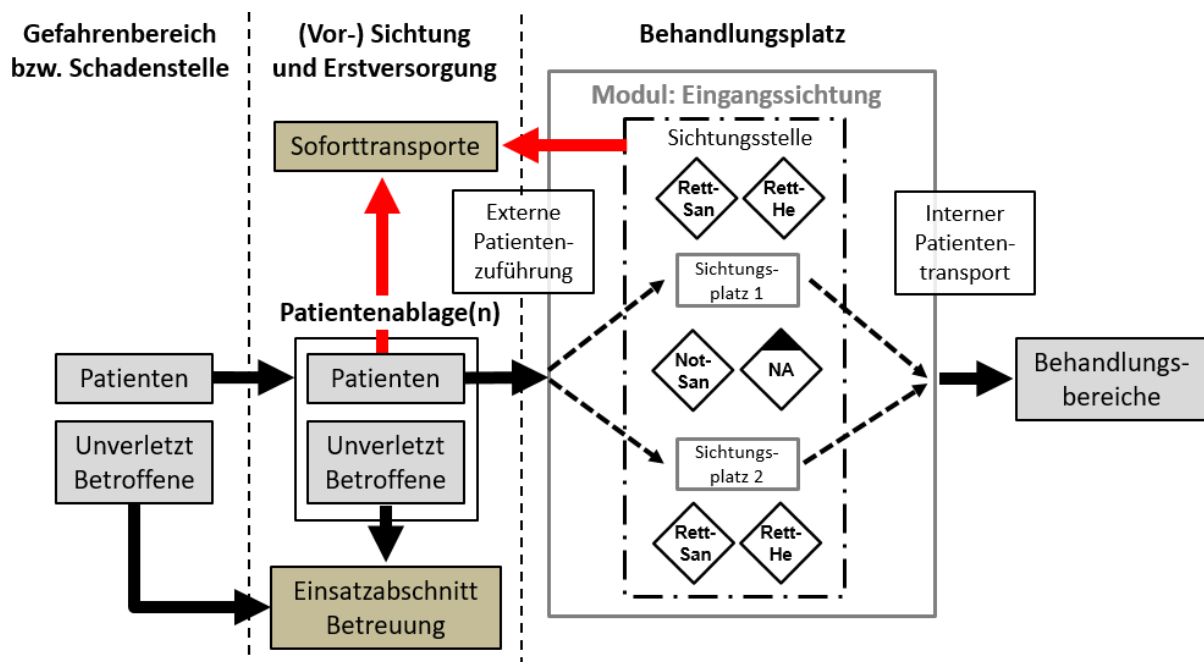 Gefahrenbereich
bzw. Schadenstelle
(Vor-) Sichtung
und Erstversorgung
Behandlungsplatz
Modul: Eingangssichtung
Soforttransporte
Sichtungsstelle
Rett-
San
Rett-
He
Externe
Patienten-
zuführung
Interner
Patienten-
transport
Sichtungs-
platz 1
Patientenablage(n)
Patienten
Patienten
Not-
San
NA
Behandlungs-
bereiche
Unverletzt
Betroffene
Unverletzt
Betroffene
Sichtungs-
platz 2
Rett-
San
Rett-
He
Einsatzabschnitt
Betreuung